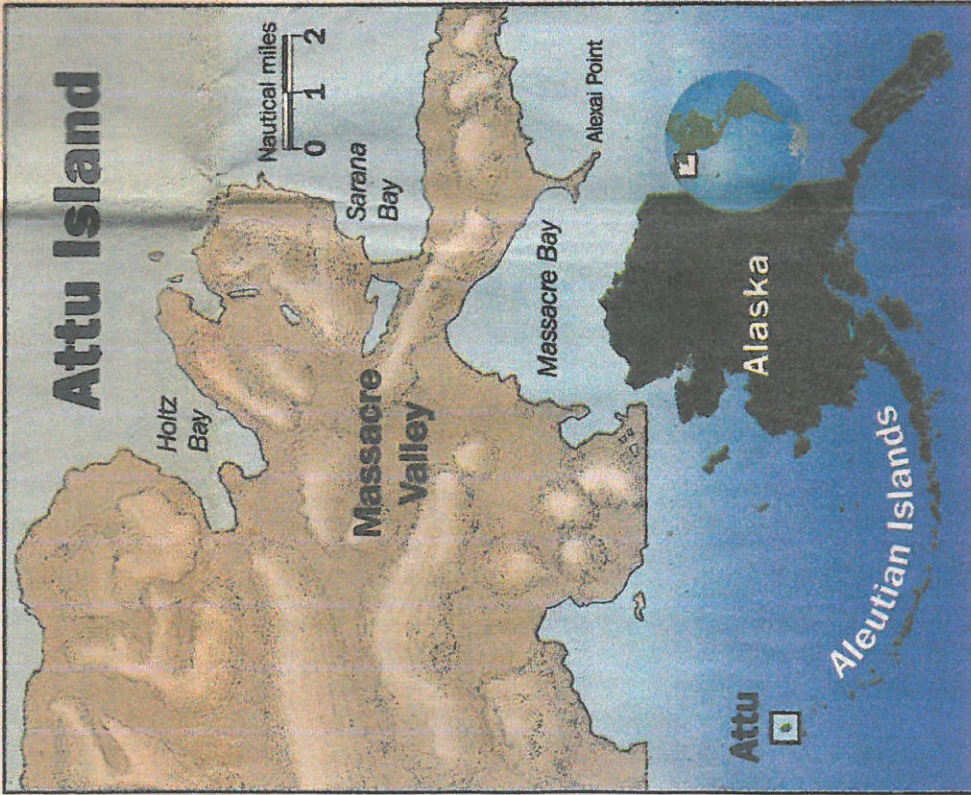 Attu Island
Nautical miles
0 1 2
Holtz
Bay
Sarana
Bay
Massacre
Valley
Massacre Bay
Alexai Point
Attu
Aleutian Islands
Alaska